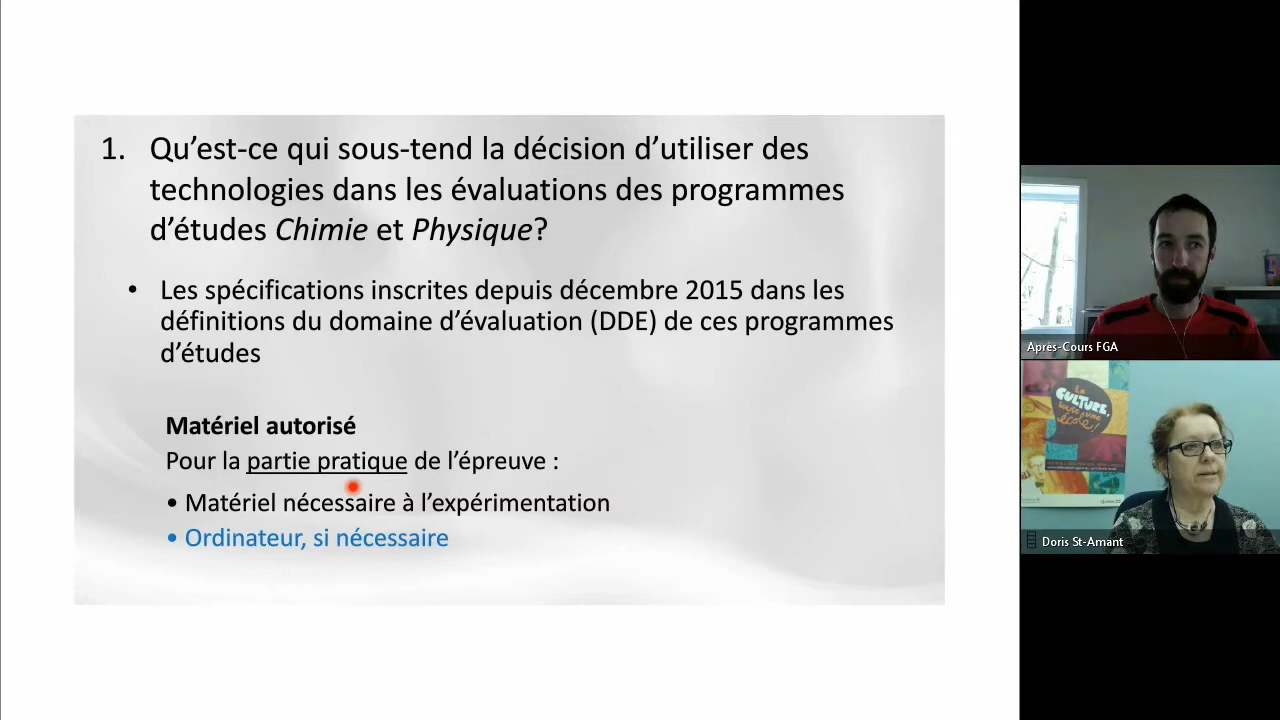 1. Qu’est-ce qui sous-tend la décision d’utiliser des
technologies dans les évaluations des programmes
d’études Chimie et Physique?
• Les spécifications inscrites depuis décembre 2015 dans les
définitions du domaine d’évaluation (DDE) de ces programmes
d’études
Matériel autorisé
Pour la partie pratique de l’épreuve :
• Matériel nécessaire à l’expérimentation
• Ordinateur, si nécessaire
Après-Cours FGA
La
CULTURE,
école!
Doris St-Amant